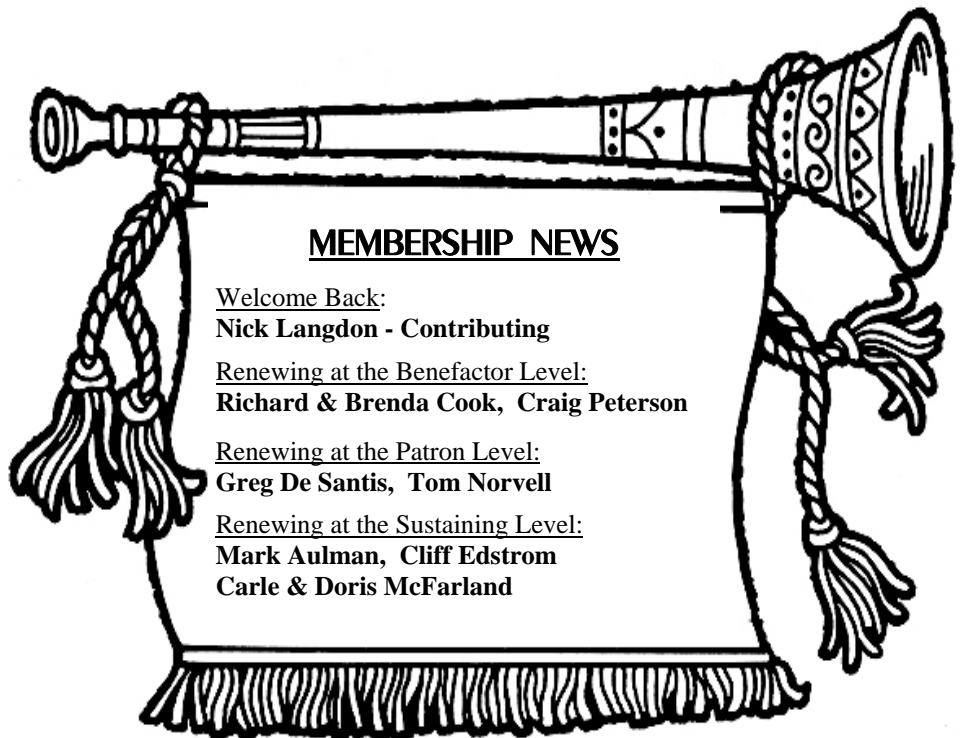 MEMBERSHIP NEWS
Welcome Back:
Nick Langdon - Contributing
Renewing at the Benefactor Level:
Richard & Brenda Cook, Craig Peterson
Renewing at the Patron Level:
Greg De Santis, Tom Norvell
Renewing at the Sustaining Level:
Mark Aulman, Cliff Edstrom
Carle & Doris McFarland